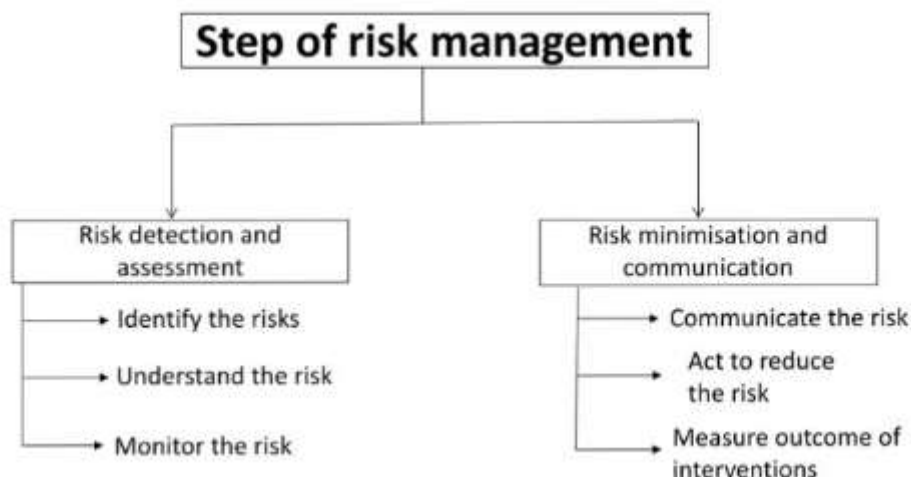 Step of risk management
Risk detection and
assessment
Identify the risks
Understand the risk
Monitor the risk
Risk minimisation and
communication
Communicate the risk
Act to reduce
the risk
Measure outcome of
interventions